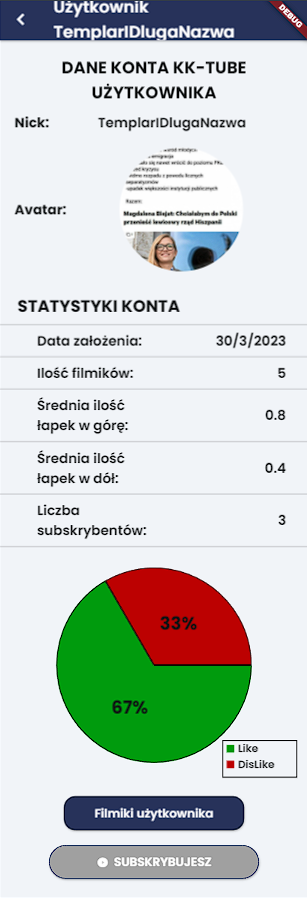 Użytkownik
TemplarIDlugaNazwa
DEBUG
DANE KONTA KK-TUBE
UŻYTKOWNIKA
Nick: TemplarIDlugaNazwa
Avatar:
Razem:
Magdalena Biejat: Chciałabym do Polski
przenieść lewicowy rząd Hiszpanii
STATYSTYKI KONTA
Data założenia: 30/3/2023
Ilość filmików: 5
Średnia ilość
łapek w górę: 0.8
Średnia ilość
łapek w dół: 0.4
Liczba
subskrybentów: 3
33%
67%
Like
DisLike
Filmiki użytkownika
SUBSKRYBUJESZ